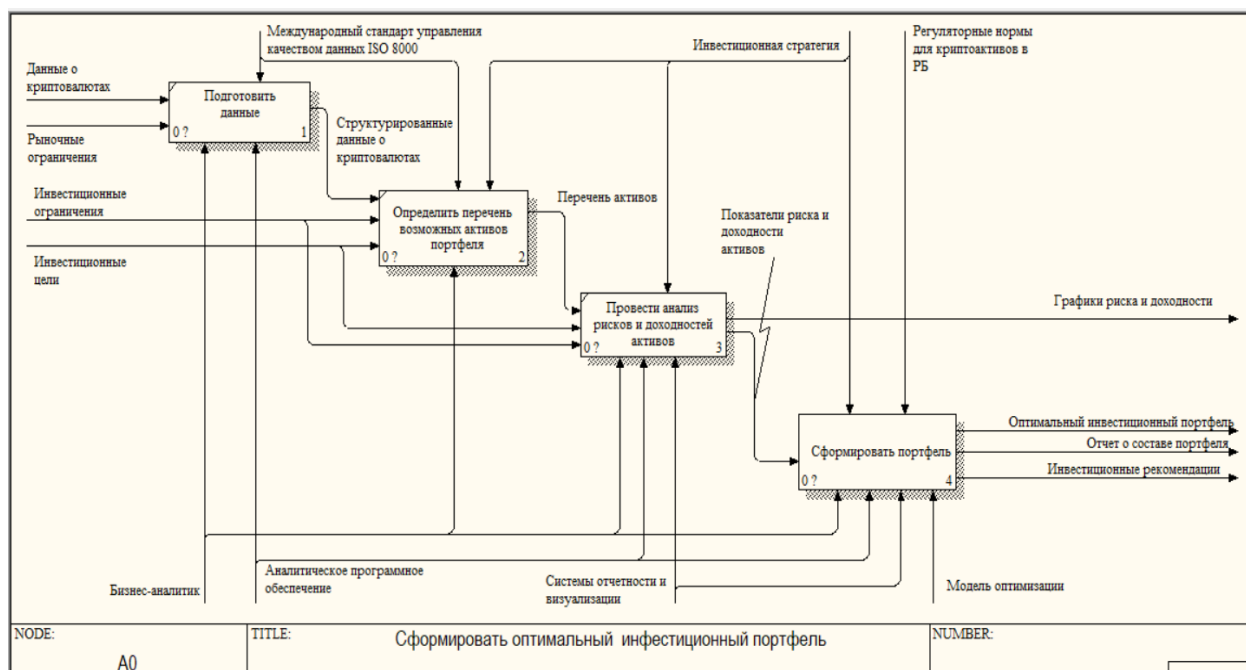 Международный стандарт управления
качеством данных ISO 8000
Инвестиционная стратегия
Регуляторные нормы
для криптоактивов в
РБ
Данные о
криптовалютах
Подготовить
данные
0 ?
1
Рыночные
ограничения
Структурированные
данные о
криптовалютах
Инвестиционные
ограничения
Определить перечень
возможных активов
портфеля
0 ?
2
Перечень активов
Показатели риска и
доходности
активов
Инвестиционные
цели
Провести анализ
рисков и доходностей
активов
0 ?
3
Графики риска и доходности
Сформировать портфель
0 ?
4
Оптимальный инвестиционный портфель
Отчет о составе портфеля
Инвестиционные рекомендации
Бизнес-аналитик
Аналитическое программное
обеспечение
Системы отчетности и
визуализации
Модель оптимизации
NODE:
A0
TITLE:
Сформировать оптимальный инфестиционный портфель
NUMBER: